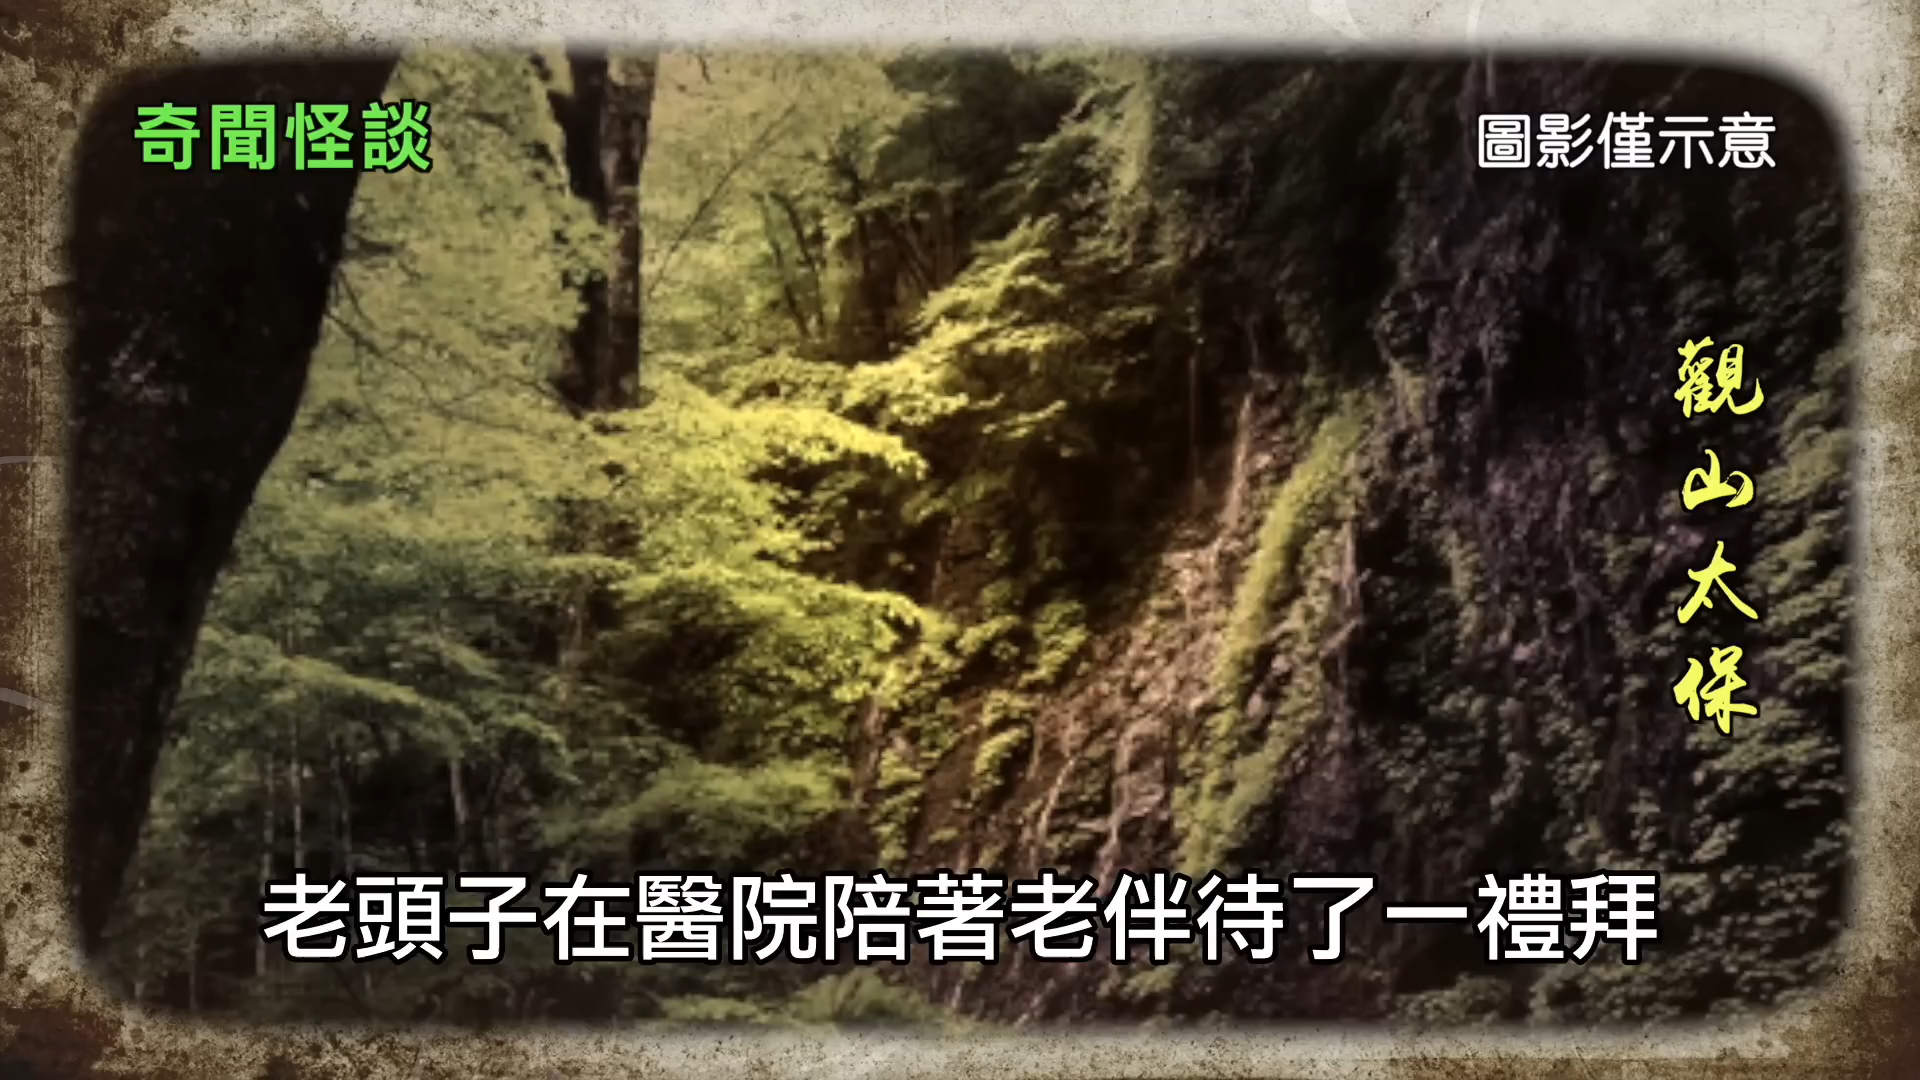 奇聞怪談
圖影僅示意
觀山太保
老頭子在醫院陪著老伴待了一禮拜